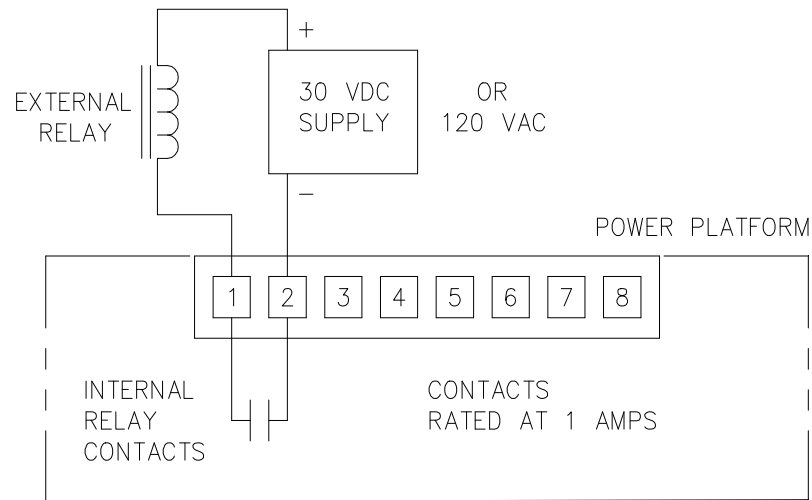 +
30 VDC
SUPPLY
OR
120 VAC
EXTERNAL
RELAY
−
POWER PLATFORM
1 2 3 4 5 6 7 8
INTERNAL
RELAY
CONTACTS
CONTACTS
RATED AT 1 AMPS